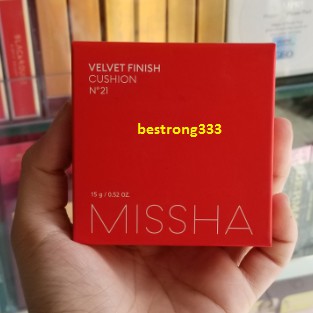 VELVET FINISH
CUSHION
N°21
bestrong333
15 g / 0.52 OZ.
MISSHA